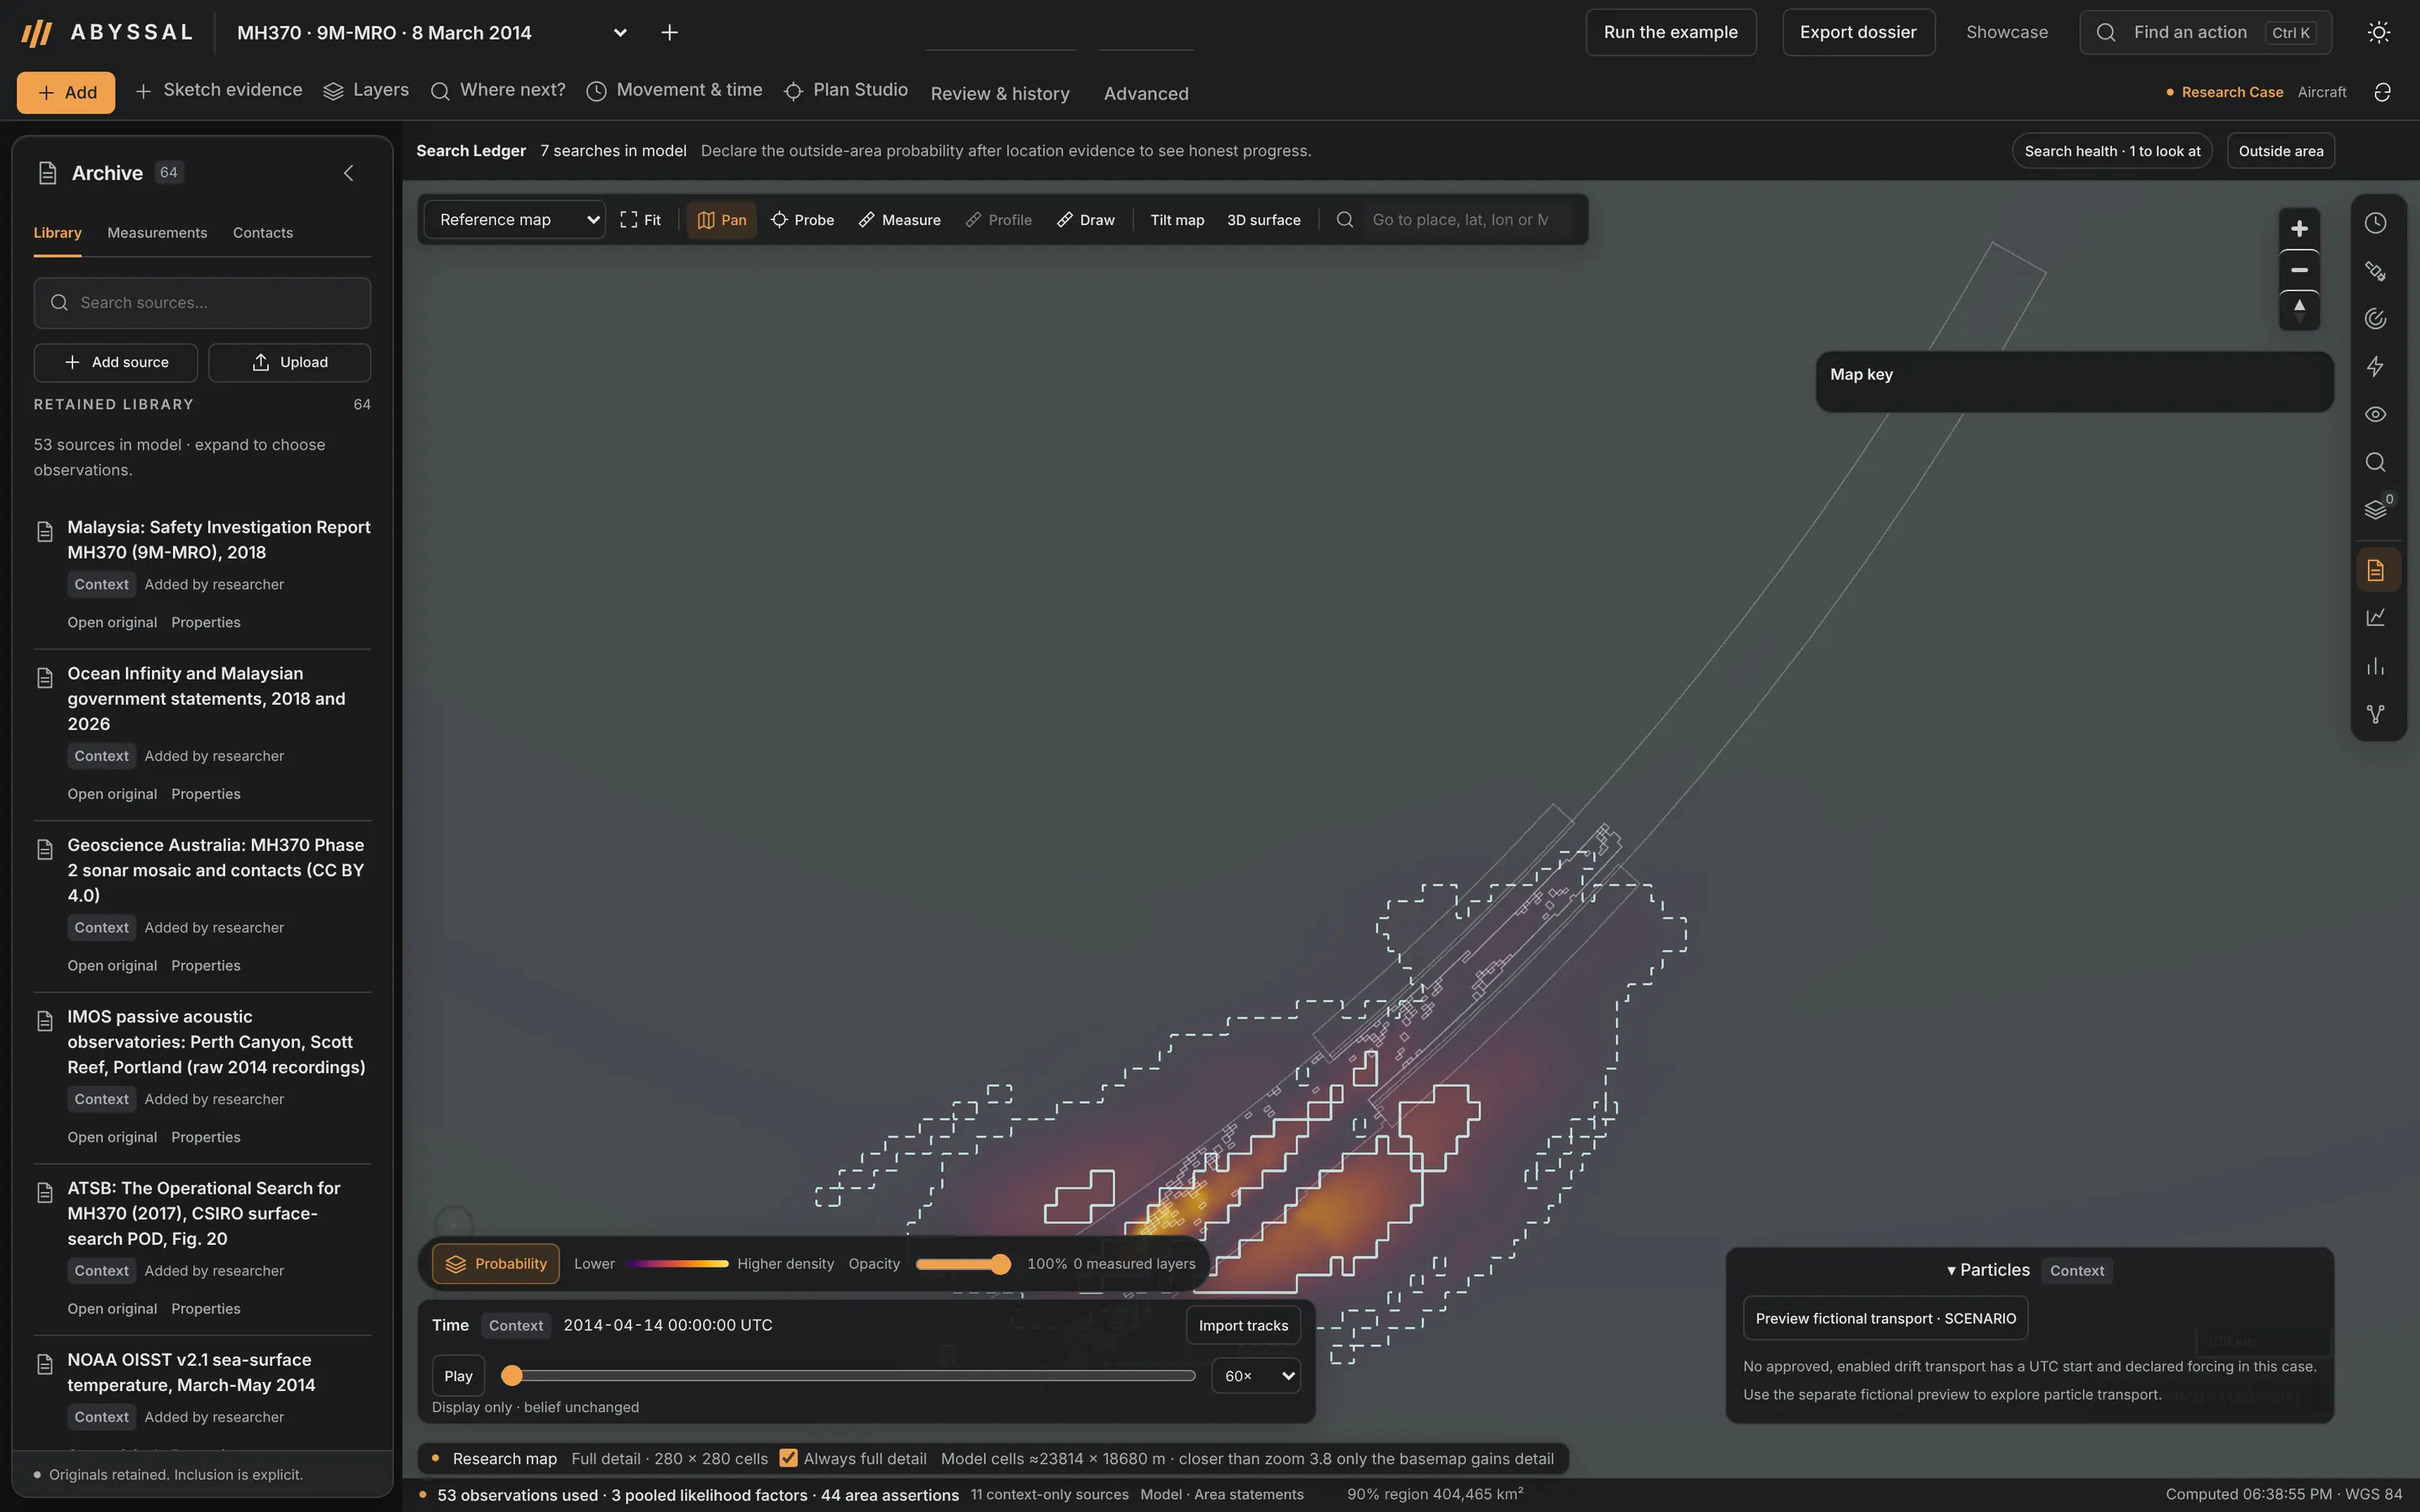 ABYSSAL
MH370 · 9M-MRO · 8 March 2014
Run the example
Export dossier
Showcase
Find an action
Ctrl K
Add
Sketch evidence
Layers
Where next?
Movement & time
Plan Studio
Review & history
Advanced
Research Case
Aircraft
Archive
64
Library
Measurements
Contacts
Search sources...
Add source
Upload
RETAINED LIBRARY
64
53 sources in model · expand to choose
observations.
Malaysia: Safety Investigation Report
MH370 (9M-MRO), 2018
Context Added by researcher
Open original Properties
Ocean Infinity and Malaysian
government statements, 2018 and
2026
Context Added by researcher
Open original Properties
Geoscience Australia: MH370 Phase
2 sonar mosaic and contacts (CC BY
4.0)
Context Added by researcher
Open original Properties
IMOS passive acoustic
observatories: Perth Canyon, Scott
Reef, Portland (raw 2014 recordings)
Context Added by researcher
Open original Properties
ATSB: The Operational Search for
MH370 (2017), CSIRO surface-
search POD, Fig. 20
Context Added by researcher
Open original Properties
NOAA OISST v2.1 sea-surface
temperature, March-May 2014
Context Added by researcher
Originals retained. Inclusion is explicit.
Search Ledger 7 searches in model Declare the outside-area probability after location evidence to see honest progress.
Search health · 1 to look at
Outside area
Reference map
Fit
Pan
Probe
Measure
Profile
Draw
Tilt map
3D surface
Go to place, lat, lon or M
Map key
0
Probability
Lower
Higher density
Opacity
100% 0 measured layers
Time Context 2014-04-14 00:00:00 UTC
Import tracks
Play
60×
Display only · belief unchanged
▾ Particles Context
Preview fictional transport · SCENARIO
200 km
No approved, enabled drift transport has a UTC start and declared forcing in this case.
Use the separate fictional preview to explore particle transport.
Research map Full detail · 280 × 280 cells Always full detail Model cells ≈23814 × 18680 m · closer than zoom 3.8 only the basemap gains detail
53 observations used · 3 pooled likelihood factors · 44 area assertions 11 context-only sources Model · Area statements 90% region 404,465 km²
Computed 06:38:55 PM · WGS 84